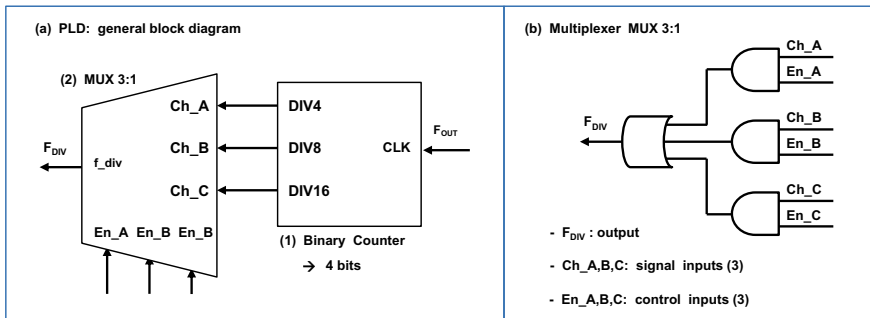 (a) PLD: general block diagram
(2) MUX 3:1
Ch_A
DIV4
F_DIV
F_OUT
f_div
Ch_B
DIV8
CLK
Ch_C
DIV16
En_A En_B En_B
(1) Binary Counter
→ 4 bits
(b) Multiplexer MUX 3:1
Ch_A
En_A
F_DIV
Ch_B
En_B
Ch_C
En_C
- F_DIV : output
- Ch_A,B,C: signal inputs (3)
- En_A,B,C: control inputs (3)